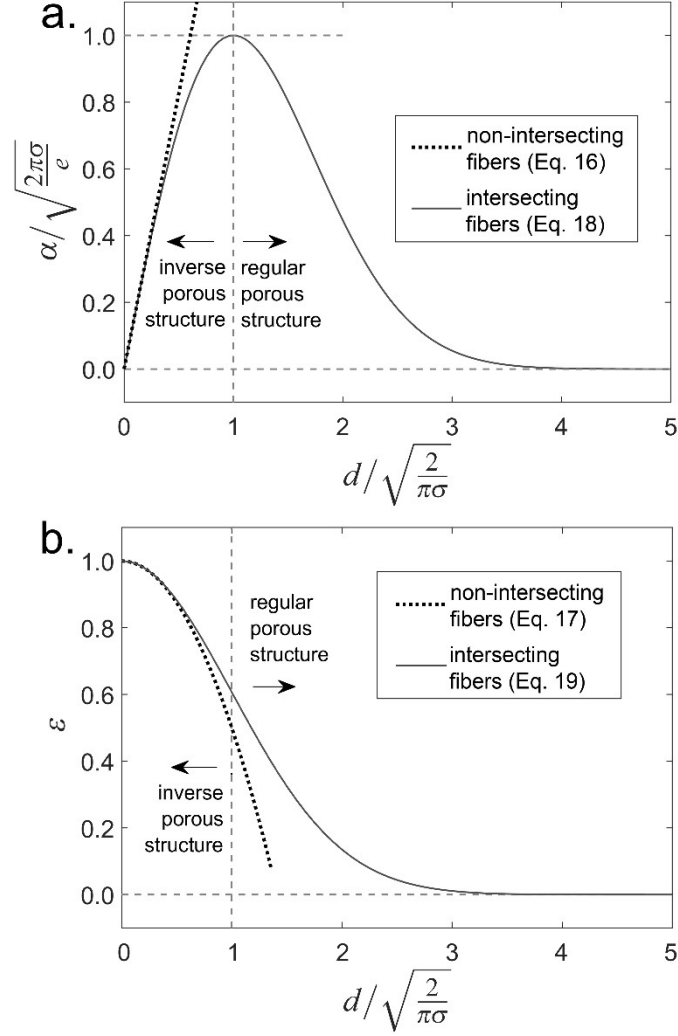 a.
1.0
0.8
0.6
0.4
0.2
0.0
α/√(2πσ/e)
non-intersecting
fibers (Eq. 16)
intersecting
fibers (Eq. 18)
inverse
porous
structure
regular
porous
structure
0 1 2 3 4 5
d/√(2/πσ)
b.
1.0
0.8
0.6
0.4
0.2
0.0
ε
regular
porous
structure
non-intersecting
fibers (Eq. 17)
intersecting
fibers (Eq. 19)
inverse
porous
structure
0 1 2 3 4 5
d/√(2/πσ)